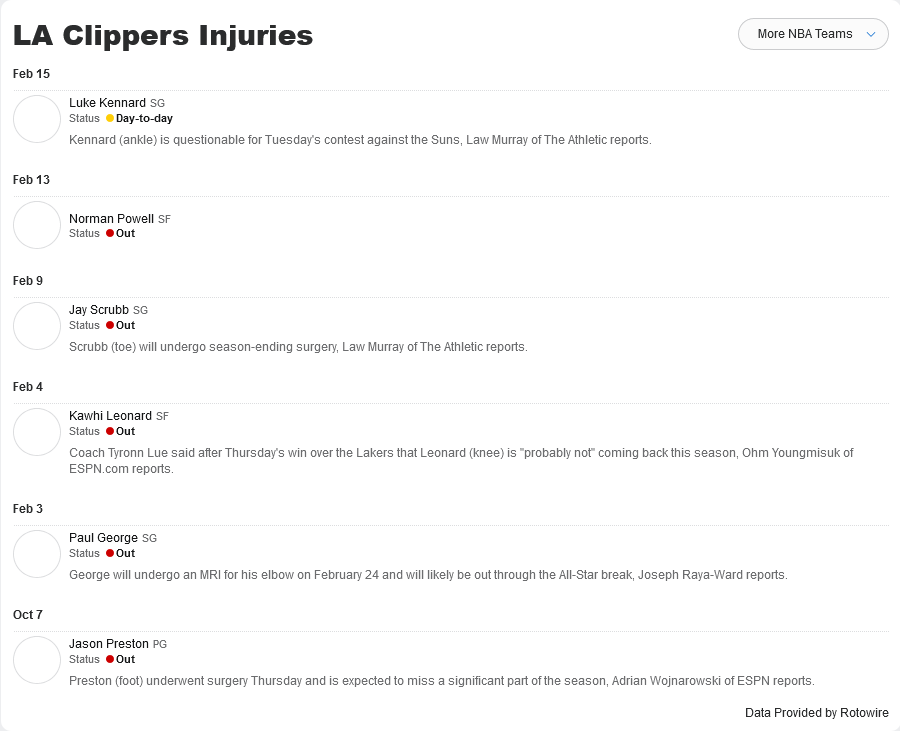 LA Clippers Injuries
More NBA Teams
Feb 15
Luke Kennard SG
Status Day-to-day
Kennard (ankle) is questionable for Tuesday's contest against the Suns, Law Murray of The Athletic reports.
Feb 13
Norman Powell SF
Status Out
Feb 9
Jay Scrubb SG
Status Out
Scrubb (toe) will undergo season-ending surgery, Law Murray of The Athletic reports.
Feb 4
Kawhi Leonard SF
Status Out
Coach Tyronn Lue said after Thursday's win over the Lakers that Leonard (knee) is "probably not" coming back this season, Ohm Youngmisuk of
ESPN.com reports.
Feb 3
Paul George SG
Status Out
George will undergo an MRI for his elbow on February 24 and will likely be out through the All-Star break, Joseph Raya-Ward reports.
Oct 7
Jason Preston PG
Status Out
Preston (foot) underwent surgery Thursday and is expected to miss a significant part of the season, Adrian Wojnarowski of ESPN reports.
Data Provided by Rotowire